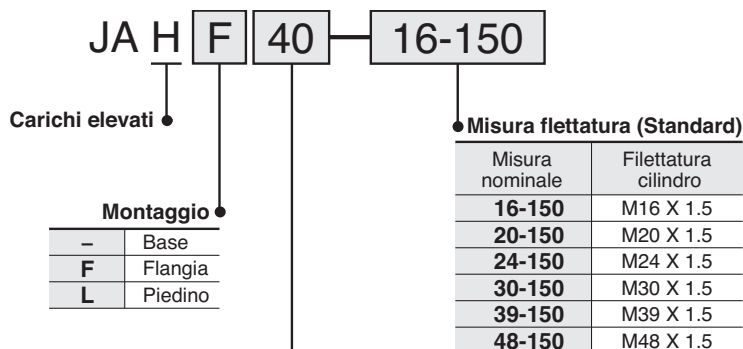 JA H F 40 16-150
Carichi elevati
Misura flettatura (Standard)
Misura nominale Filettatura cilindro
16-150 M16 X 1.5
20-150 M20 X 1.5
24-150 M24 X 1.5
30-150 M30 X 1.5
39-150 M39 X 1.5
48-150 M48 X 1.5
Montaggio
– Base
F Flangia
L Piedino